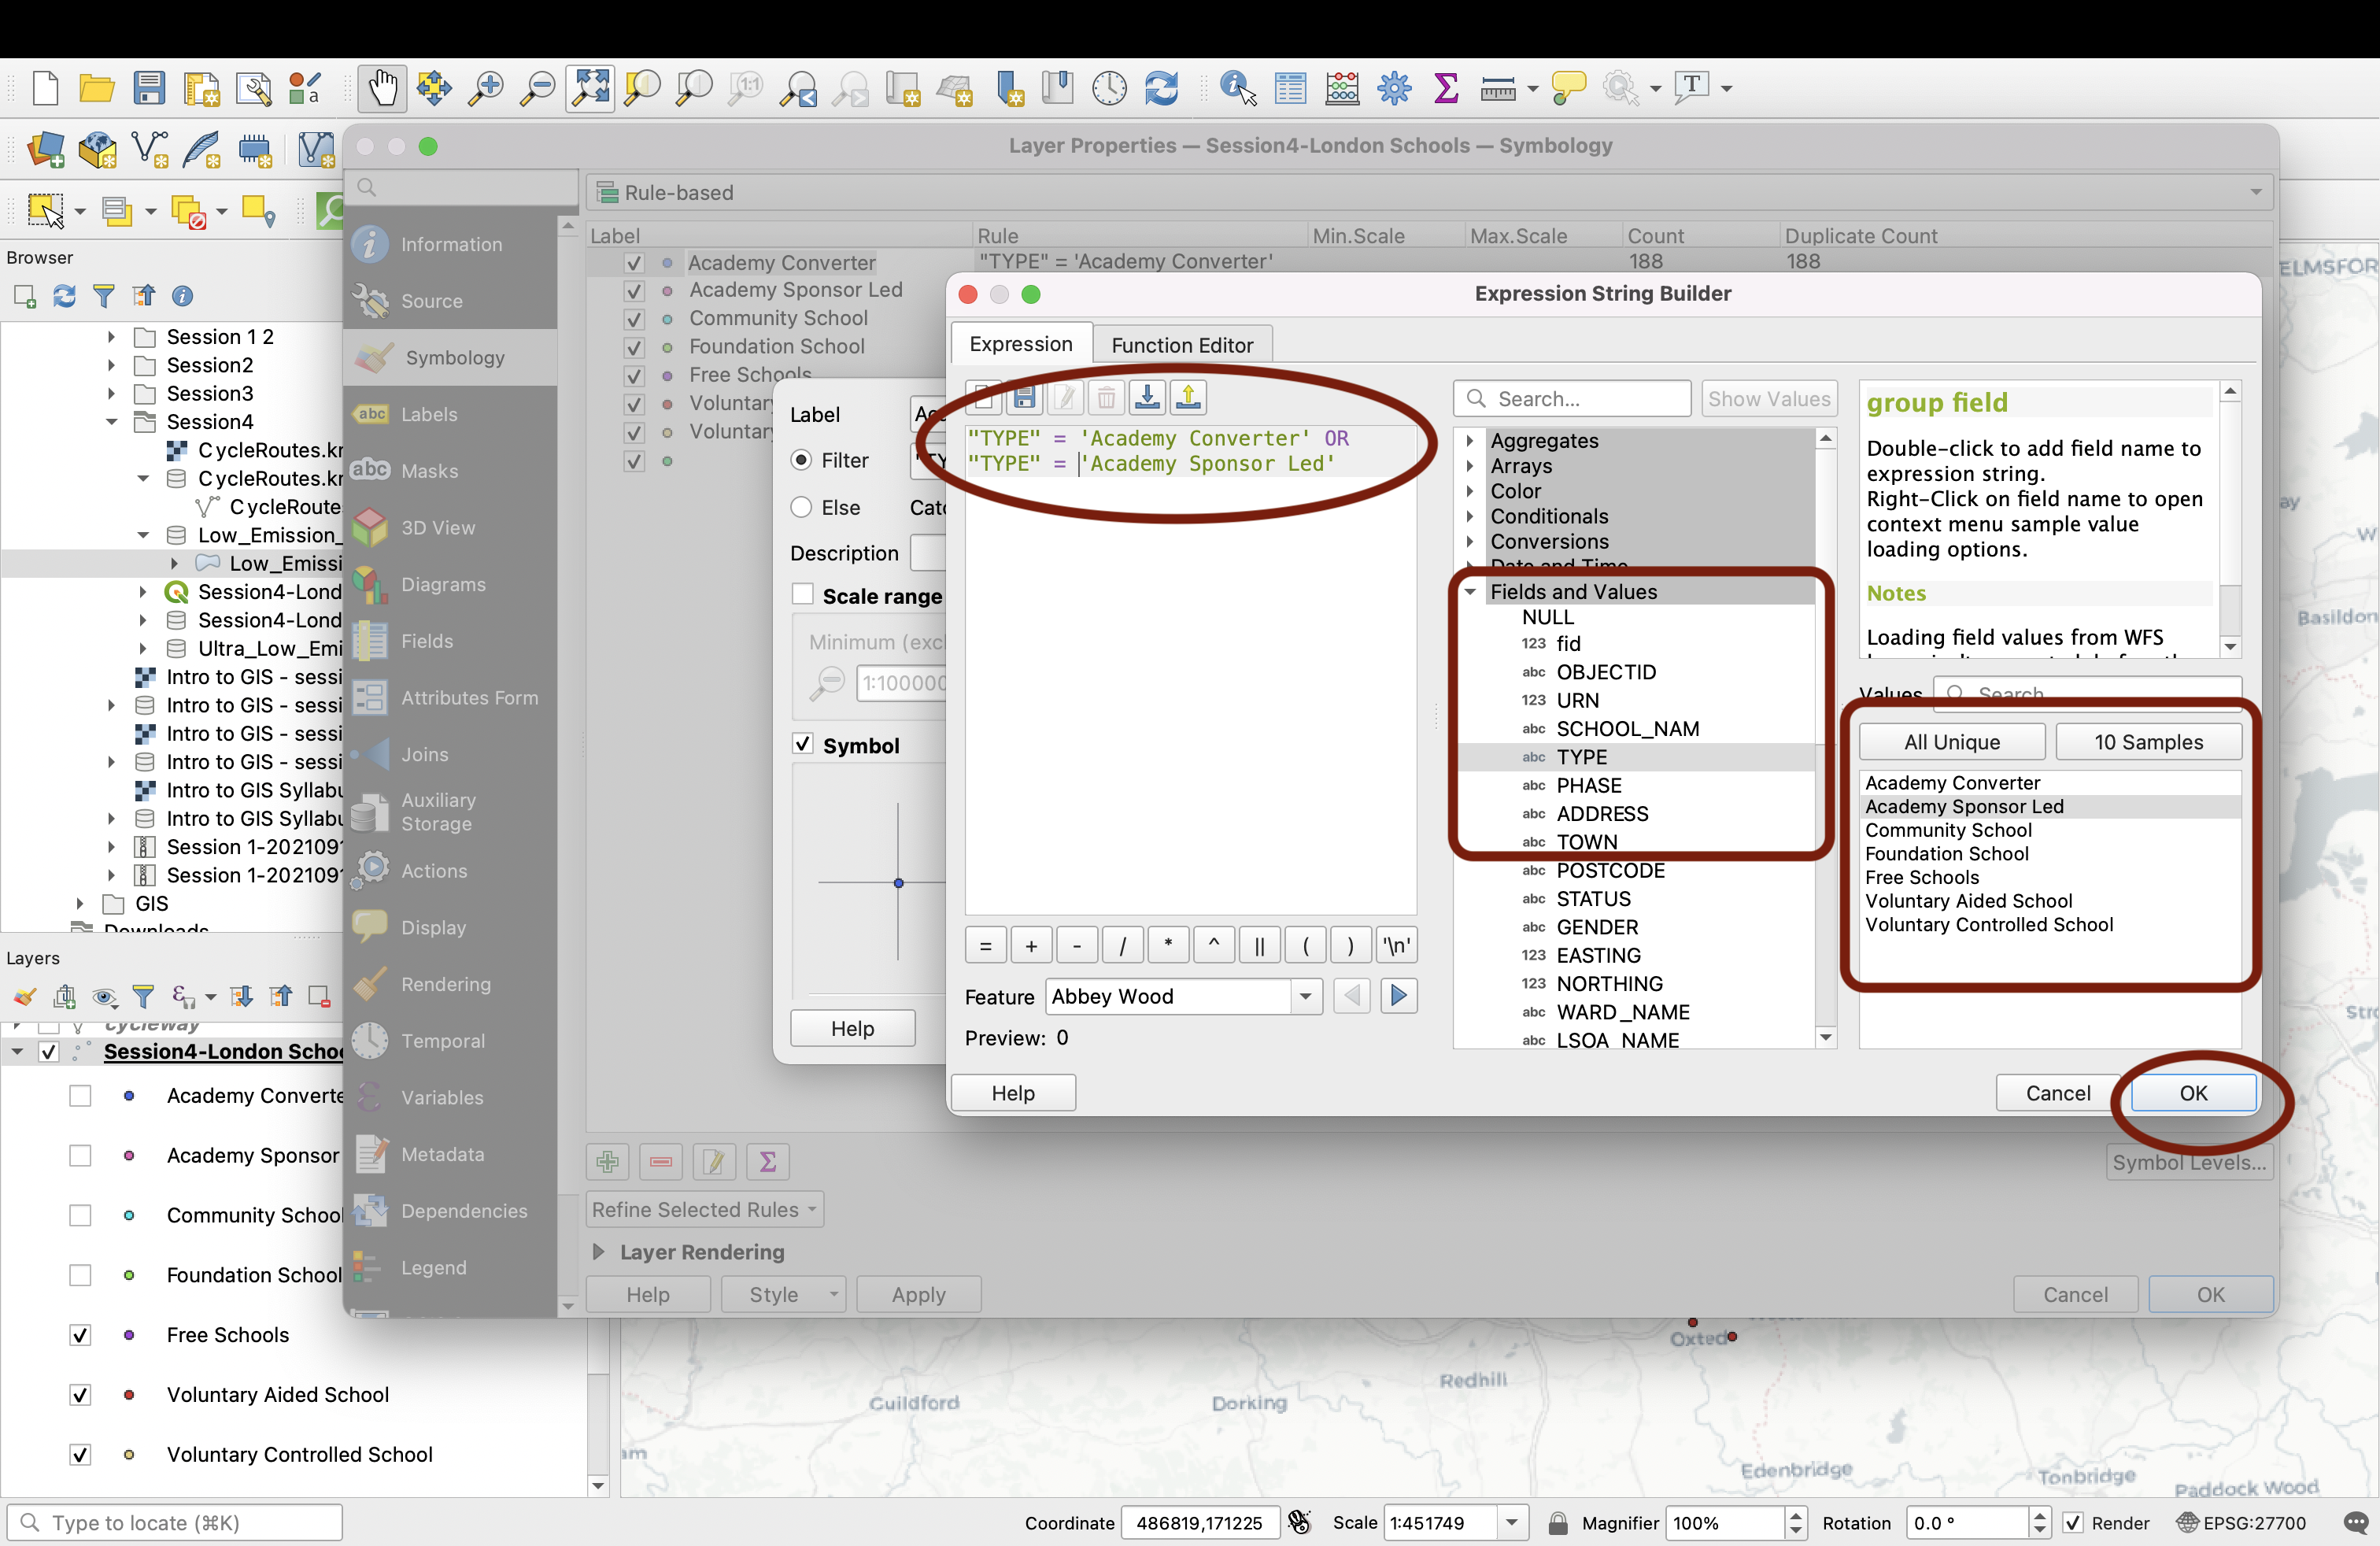 Layer Properties — Session4-London Schools — Symbology
Rule-based
Label Rule Min.Scale Max.Scale Count Duplicate Count
Academy Converter "TYPE" = 'Academy Converter' 188 188
Academy Sponsor Led
Community School
Foundation School
Free Schools
Voluntary
Voluntary
Information
Source
Symbology
abc Labels
abc Masks
3D View
Diagrams
Fields
Attributes Form
Joins
Auxiliary
Storage
Actions
Display
Rendering
Temporal
Variables
Metadata
Dependencies
Legend
Browser
Session 1 2
Session2
Session3
Session4
CycleRoutes.kr
CycleRoutes.kr
CycleRoute
Low_Emission_
Low_Emissi
Session4-Lond
Session4-Lond
Ultra_Low_Emi
Intro to GIS - sessi
Intro to GIS - sessi
Intro to GIS - sessi
Intro to GIS - sessi
Intro to GIS Syllabu
Intro to GIS Syllabu
Session 1-202109
Session 1-202109
GIS
Downloads
Layers
cycleway
Session4-London Schoo
Academy Converte
Academy Sponsor
Community School
Foundation School
Free Schools
Voluntary Aided School
Voluntary Controlled School
Label
Filter
Else
Description
Scale range
Minimum (excl
1:100000
Symbol
Help
Expression String Builder
Expression Function Editor
"TYPE" = 'Academy Converter' OR
"TYPE" = 'Academy Sponsor Led'
= + - / * ^ || ( ) '\n'
Feature Abbey Wood
Preview: 0
Help
Search... Show Values
Aggregates
Arrays
Color
Conditionals
Conversions
Date and Time
Fields and Values
NULL
123 fid
abc OBJECTID
123 URN
abc SCHOOL_NAM
abc TYPE
abc PHASE
abc ADDRESS
abc TOWN
abc POSTCODE
abc STATUS
abc GENDER
123 EASTING
123 NORTHING
abc WARD_NAME
abc LSOA_NAME
group field
Double-click to add field name to
expression string.
Right-Click on field name to open
context menu sample value
loading options.
Notes
Loading field values from WFS
Values Search
All Unique 10 Samples
Academy Converter
Academy Sponsor Led
Community School
Foundation School
Free Schools
Voluntary Aided School
Voluntary Controlled School
Cancel OK
Symbol Levels...
Refine Selected Rules
Layer Rendering
Help Style Apply Cancel OK
ELMSFOR
Basildon
Oxted
Redhill
Guildford
Dorking
Edenbridge
Tonbridge
Paddock Wood
Type to locate (⌘K) Coordinate 486819,171225 Scale 1:451749 Magnifier 100% Rotation 0.0 ° Render EPSG:27700